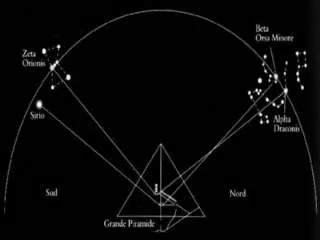 Beta
Orsa Minore
Zeta
Orionis
Sirio
Alpha
Draconis
Sud
Nord
Grande Piramide